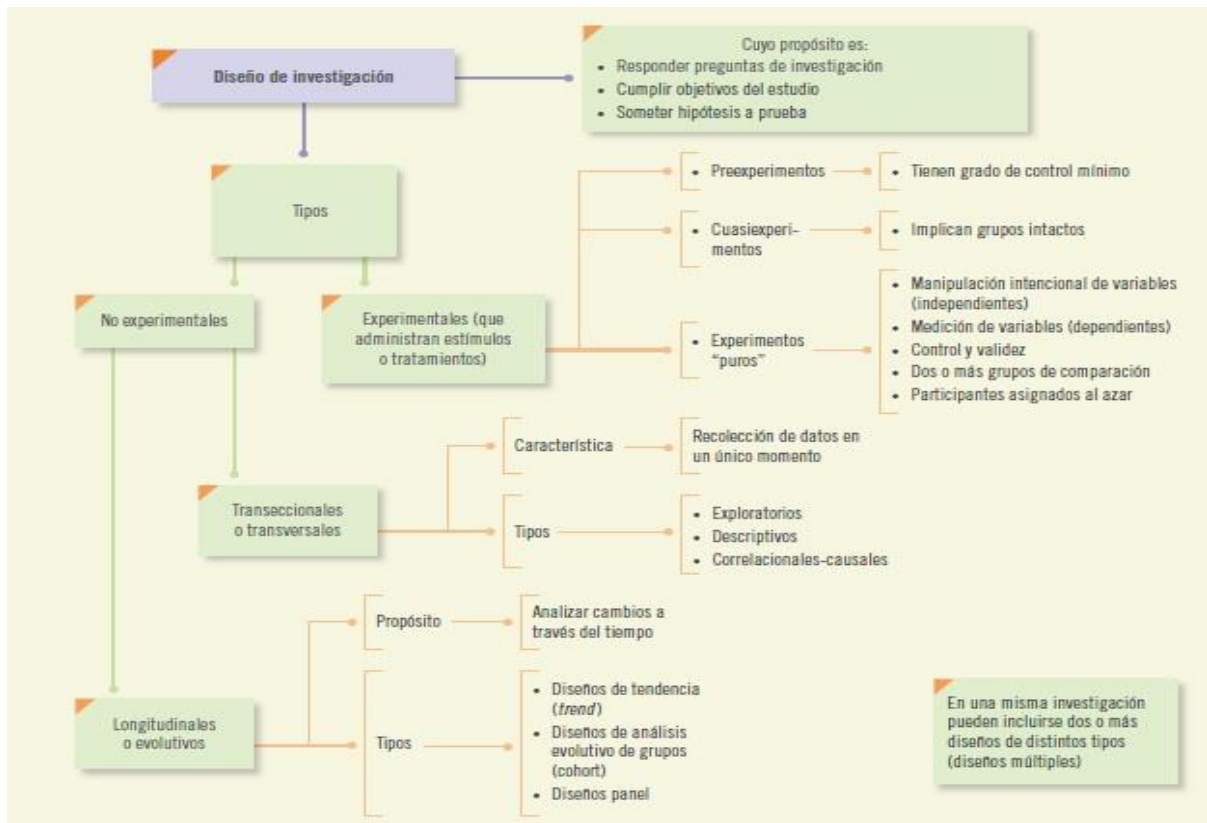 Diseño de investigación
Cuyo propósito es:
• Responder preguntas de investigación
• Cumplir objetivos del estudio
• Someter hipótesis a prueba
Tipos
• Preexperimentos
• Tienen grado de control mínimo
• Cuasiexperi-
mentos
• Implican grupos intactos
No experimentales
Experimentales (que
administran estímulos
o tratamientos)
• Experimentos
“puros”
• Manipulación intencional de variables
(independientes)
• Medición de variables (dependientes)
• Control y validez
• Dos o más grupos de comparación
• Participantes asignados al azar
Transeccionales
o transversales
Característica
Recolección de datos en
un único momento
Tipos
• Exploratorios
• Descriptivos
• Correlacionales-causales
Longitudinales
o evolutivos
Propósito
Analizar cambios a
través del tiempo
Tipos
• Diseños de tendencia
(trend)
• Diseños de análisis
evolutivo de grupos
(cohort)
• Diseños panel
En una misma investigación
pueden incluirse dos o más
diseños de distintos tipos
(diseños múltiples)